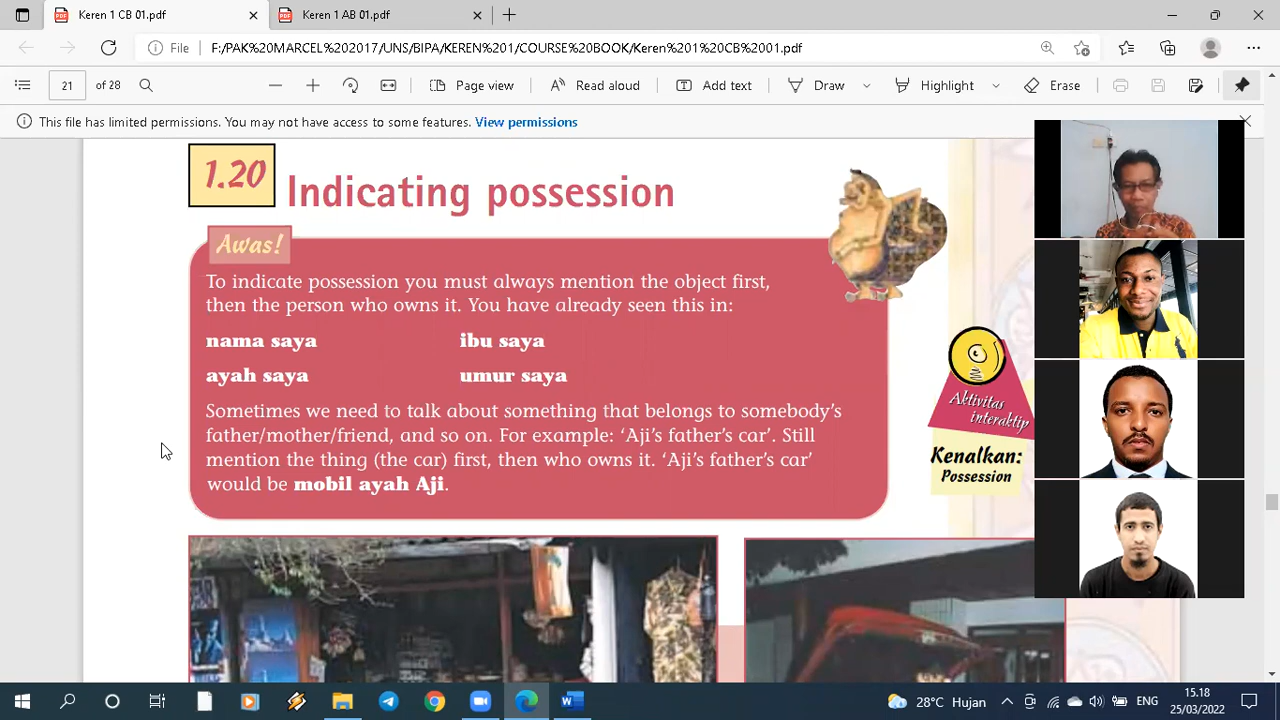 Keren 1 CB 01.pdf
Keren 1 AB 01.pdf
File
F:/PAK%20MARCEL%202017/UNS/BIPA/KEREN%201/COURSE%20BOOK/Keren%201%20CB%2001.pdf
21 of 28
Page view
Read aloud
Add text
Draw
Highlight
Erase
This file has limited permissions. You may not have access to some features. View permissions
1.20 Indicating possession
Awas!
To indicate possession you must always mention the object first,
then the person who owns it. You have already seen this in:
nama saya ibu saya
ayah saya umur saya
Sometimes we need to talk about something that belongs to somebody's
father/mother/friend, and so on. For example: 'Aji's father's car'. Still
mention the thing (the car) first, then who owns it. 'Aji's father's car'
would be mobil ayah Aji.
Aktivitas
interaktip
Kenalkan:
Possession
28°C Hujan
ENG
15.18
25/03/2022